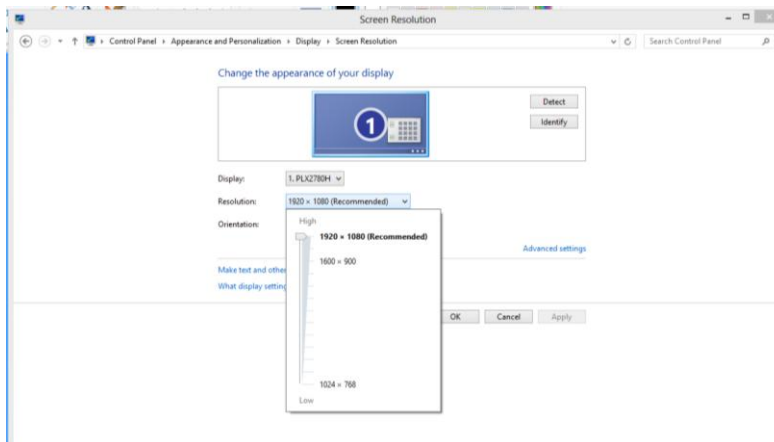 Screen Resolution
Control Panel › Appearance and Personalization › Display › Screen Resolution
Search Control Panel
Change the appearance of your display
1
Detect
Identify
Display: 1. PLX2780H
Resolution: 1920 × 1080 (Recommended)
Orientation:
High
1920 × 1080 (Recommended)
Advanced settings
1600 × 900
Make text and other
What display setting
OK Cancel Apply
1024 × 768
Low